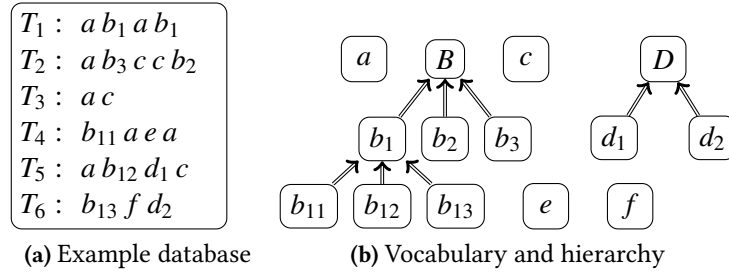 T₁ : a b₁ a b₁
T₂ : a b₃ c c b₂
T₃ : a c
T₄ : b₁₁ a e a
T₅ : a b₁₂ d₁ c
T₆ : b₁₃ f d₂
(a) Example database
a B c D
b₁ b₂ b₃ d₁ d₂
b₁₁ b₁₂ b₁₃ e f
(b) Vocabulary and hierarchy